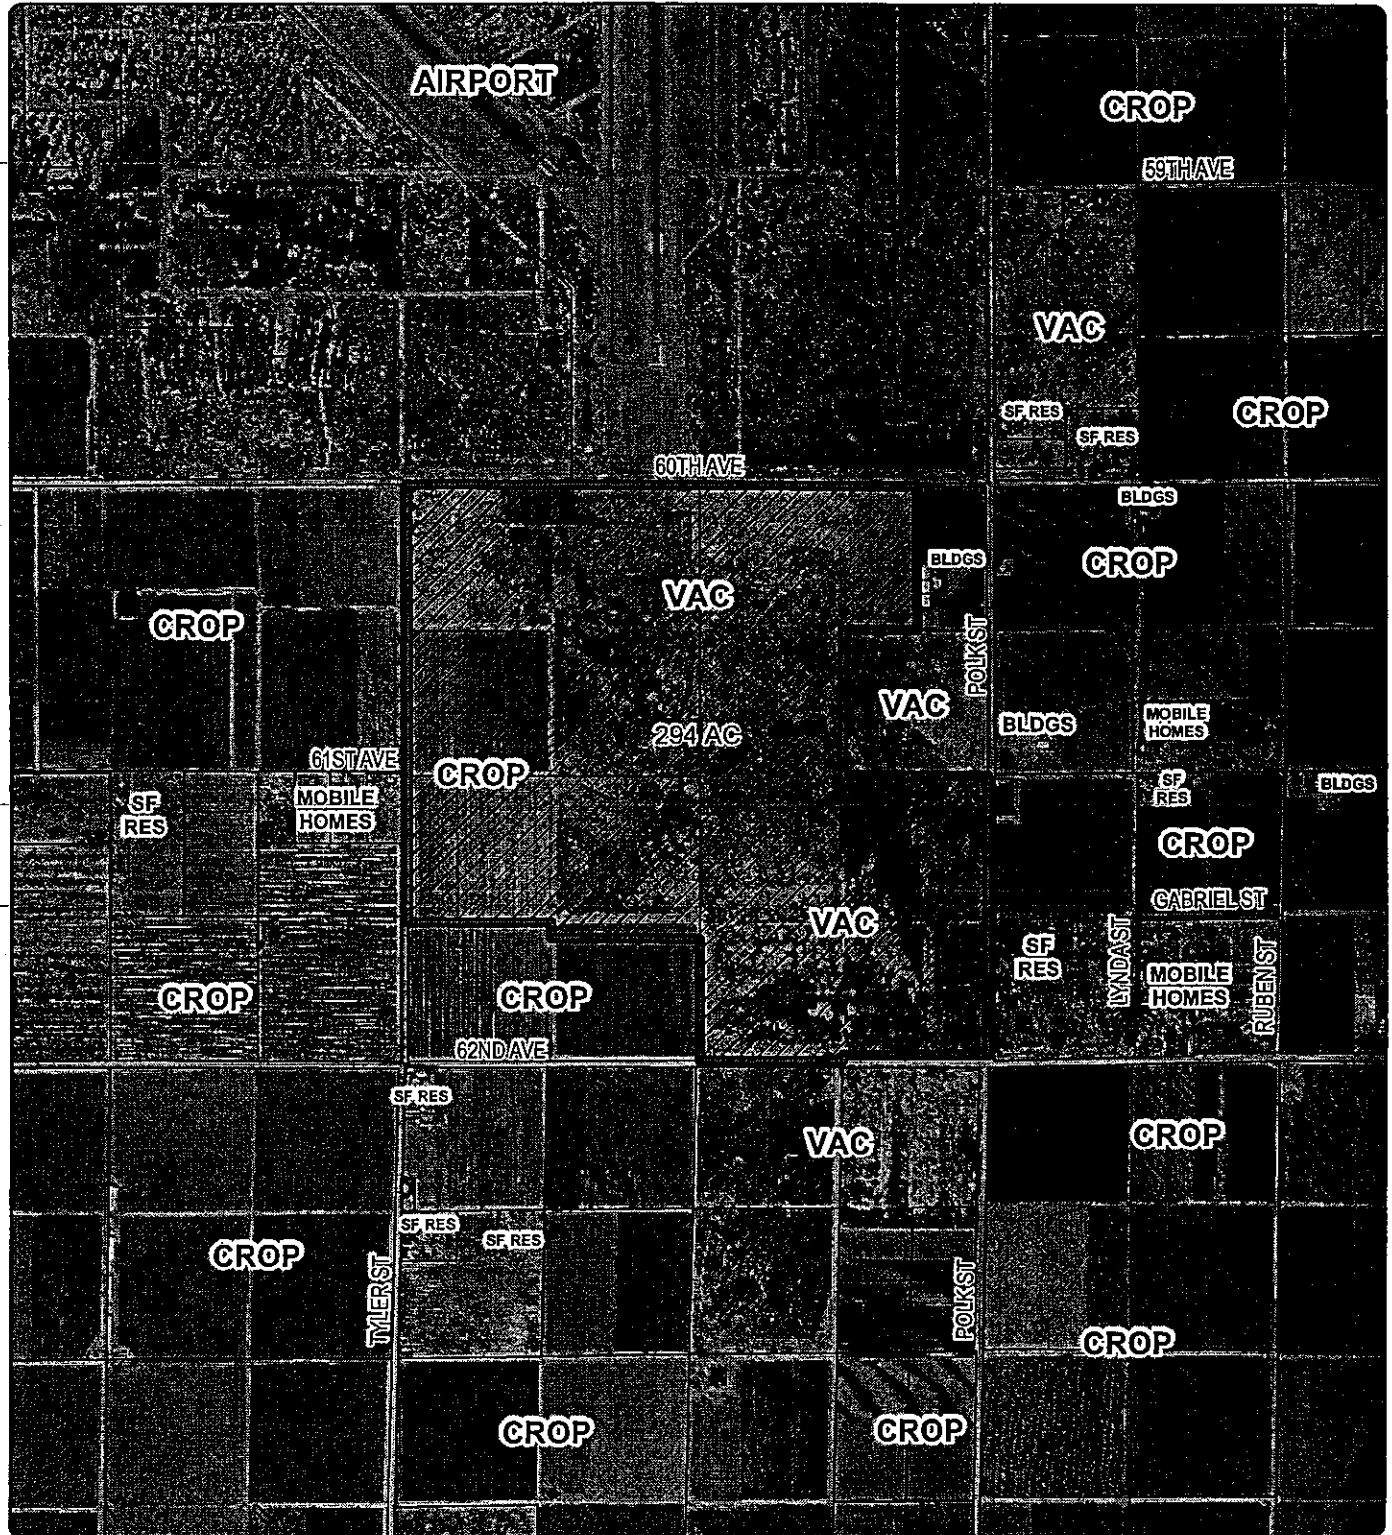 AIRPORT
CROP
59TH AVE
VAC
SF RES
CROP
SF RES
60TH AVE
BLDGS
BLDGS
CROP
VAC
CROP
POLK ST
VAC
BLDGS
MOBILE
HOMES
294 AC
61ST AVE
CROP
SF
RES
MOBILE
HOMES
SF
RES
BLDGS
CROP
GABRIEL ST
VAC
SF
RES
LYNDA ST
MOBILE
HOMES
RUBEN ST
CROP
CROP
62ND AVE
SF RES
VAC
CROP
SF RES
SF RES
CROP
TYLER ST
POLK ST
CROP
CROP
CROP